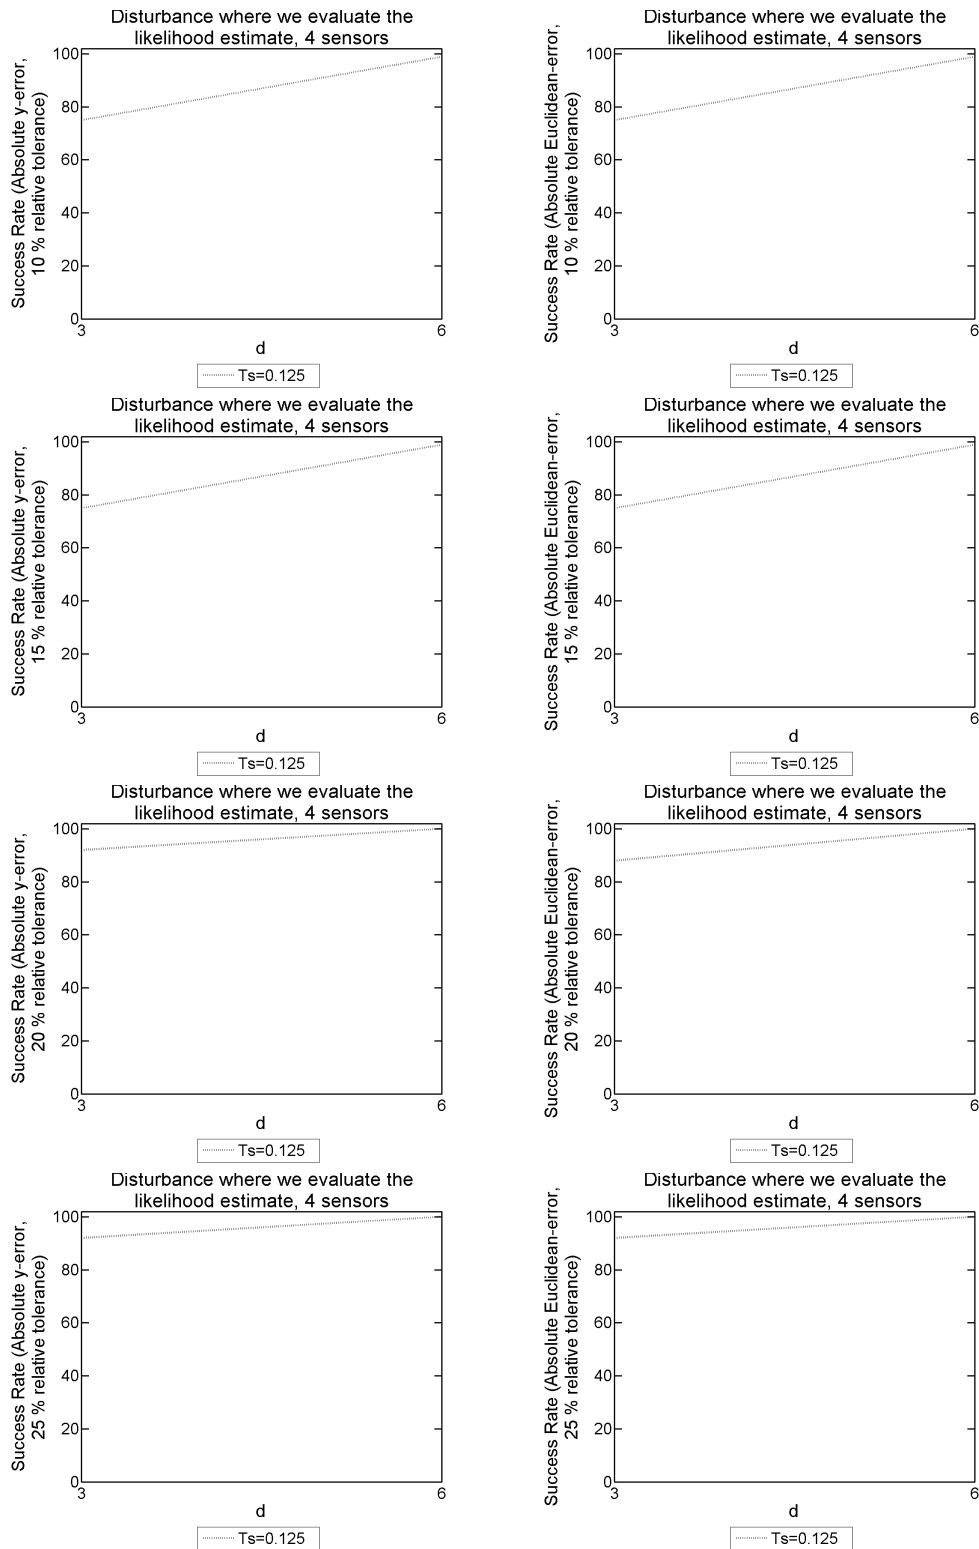 Disturbance where we evaluate the
likelihood estimate, 4 sensors
Success Rate (Absolute y-error,
10 % relative tolerance)
100
80
60
40
20
0
3
6
d
Ts=0.125
Disturbance where we evaluate the
likelihood estimate, 4 sensors
Success Rate (Absolute Euclidean-error,
10 % relative tolerance)
100
80
60
40
20
0
3
6
d
Ts=0.125
Disturbance where we evaluate the
likelihood estimate, 4 sensors
Success Rate (Absolute y-error,
15 % relative tolerance)
100
80
60
40
20
0
3
6
d
Ts=0.125
Disturbance where we evaluate the
likelihood estimate, 4 sensors
Success Rate (Absolute Euclidean-error,
15 % relative tolerance)
100
80
60
40
20
0
3
6
d
Ts=0.125
Disturbance where we evaluate the
likelihood estimate, 4 sensors
Success Rate (Absolute y-error,
20 % relative tolerance)
100
80
60
40
20
0
3
6
d
Ts=0.125
Disturbance where we evaluate the
likelihood estimate, 4 sensors
Success Rate (Absolute Euclidean-error,
20 % relative tolerance)
100
80
60
40
20
0
3
6
d
Ts=0.125
Disturbance where we evaluate the
likelihood estimate, 4 sensors
Success Rate (Absolute y-error,
25 % relative tolerance)
100
80
60
40
20
0
3
6
d
Ts=0.125
Disturbance where we evaluate the
likelihood estimate, 4 sensors
Success Rate (Absolute Euclidean-error,
25 % relative tolerance)
100
80
60
40
20
0
3
6
d
Ts=0.125